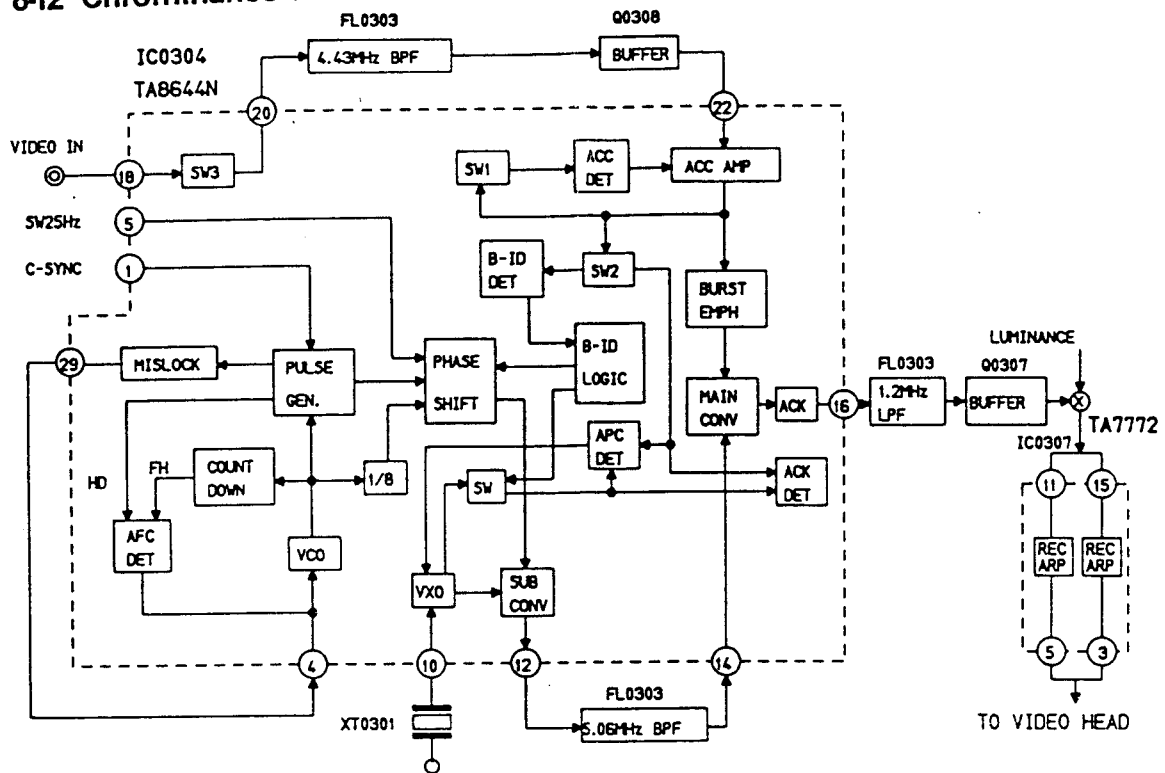 8-12 Chrominance
FL0303
Q0308
IC0304
TA8644N
4.43MHz BPF
BUFFER
20
22
VIDEO IN
18
SW3
SW1
ACC
DET
ACC AMP
SW25Hz
5
C-SYNC
1
B-ID
DET
SW2
BURST
EMPH
29
MISLOCK
PULSE
GEN.
PHASE
SHIFT
B-ID
LOGIC
MAIN
CONV
ACK
16
FL0303
1.2MHz
LPF
Q0307
BUFFER
LUMINANCE
X
TA7772
IC0307
HD
FH
COUNT
DOWN
1/8
APC
DET
SW
ACK
DET
11
15
AFC
DET
VCO
VXO
SUB
CONV
REC
ARP
REC
ARP
4
10
12
14
5
3
XT0301
FL0303
5.06MHz BPF
TO VIDEO HEAD